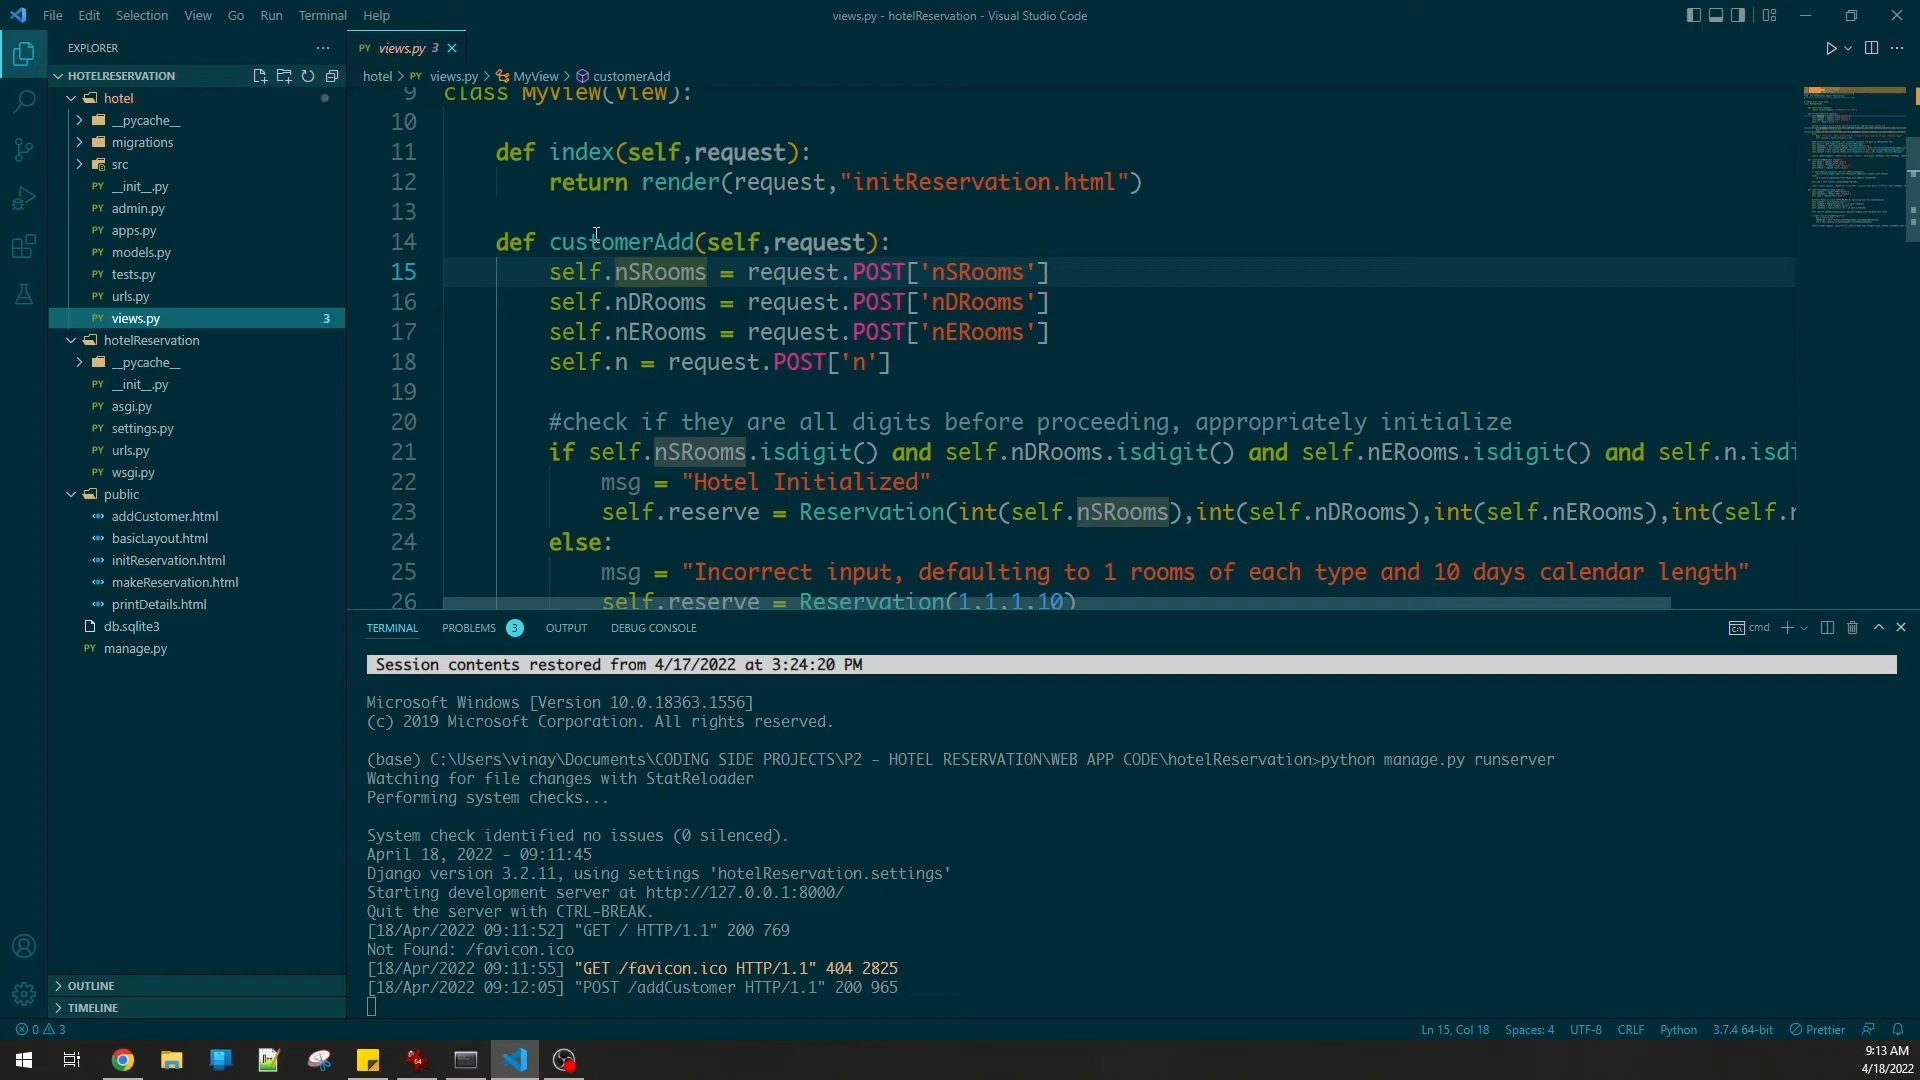 File Edit Selection View Go Run Terminal Help
views.py - hotelReservation - Visual Studio Code
EXPLORER
HOTELRESERVATION
hotel
__pycache__
migrations
src
__init__.py
admin.py
apps.py
models.py
tests.py
urls.py
views.py 3
hotelReservation
__pycache__
__init__.py
asgi.py
settings.py
urls.py
wsgi.py
public
addCustomer.html
basicLayout.html
initReservation.html
makeReservation.html
printDetails.html
db.sqlite3
manage.py
OUTLINE
TIMELINE
views.py 3
hotel > views.py > MyView > customerAdd
9 class MyView(View):
10
11 def index(self,request):
12 return render(request,"initReservation.html")
13
14 def customerAdd(self,request):
15 self.nSRooms = request.POST['nSRooms']
16 self.nDRooms = request.POST['nDRooms']
17 self.nERooms = request.POST['nERooms']
18 self.n = request.POST['n']
19
20 #check if they are all digits before proceeding, appropriately initialize
21 if self.nSRooms.isdigit() and self.nDRooms.isdigit() and self.nERooms.isdigit() and self.n.isdi
22 msg = "Hotel Initialized"
23 self.reserve = Reservation(int(self.nSRooms),int(self.nDRooms),int(self.nERooms),int(self.
24 else:
25 msg = "Incorrect input, defaulting to 1 rooms of each type and 10 days calendar length"
26 self.reserve = Reservation(1,1,1,10)
TERMINAL PROBLEMS 3 OUTPUT DEBUG CONSOLE
cmd
Session contents restored from 4/17/2022 at 3:24:20 PM
Microsoft Windows [Version 10.0.18363.1556]
(c) 2019 Microsoft Corporation. All rights reserved.
(base) C:\Users\vinay\Documents\CODING SIDE PROJECTS\P2 - HOTEL RESERVATION\WEB APP CODE\hotelReservation>python manage.py runserver
Watching for file changes with StatReloader
Performing system checks...
System check identified no issues (0 silenced).
April 18, 2022 - 09:11:45
Django version 3.2.11, using settings 'hotelReservation.settings'
Starting development server at http://127.0.0.1:8000/
Quit the server with CTRL-BREAK.
[18/Apr/2022 09:11:52] "GET / HTTP/1.1" 200 769
Not Found: /favicon.ico
[18/Apr/2022 09:11:55] "GET /favicon.ico HTTP/1.1" 404 2825
[18/Apr/2022 09:12:05] "POST /addCustomer HTTP/1.1" 200 965
0 3
Ln 15, Col 18 Spaces: 4 UTF-8 CRLF Python 3.7.4 64-bit Prettier
9:13 AM
4/18/2022